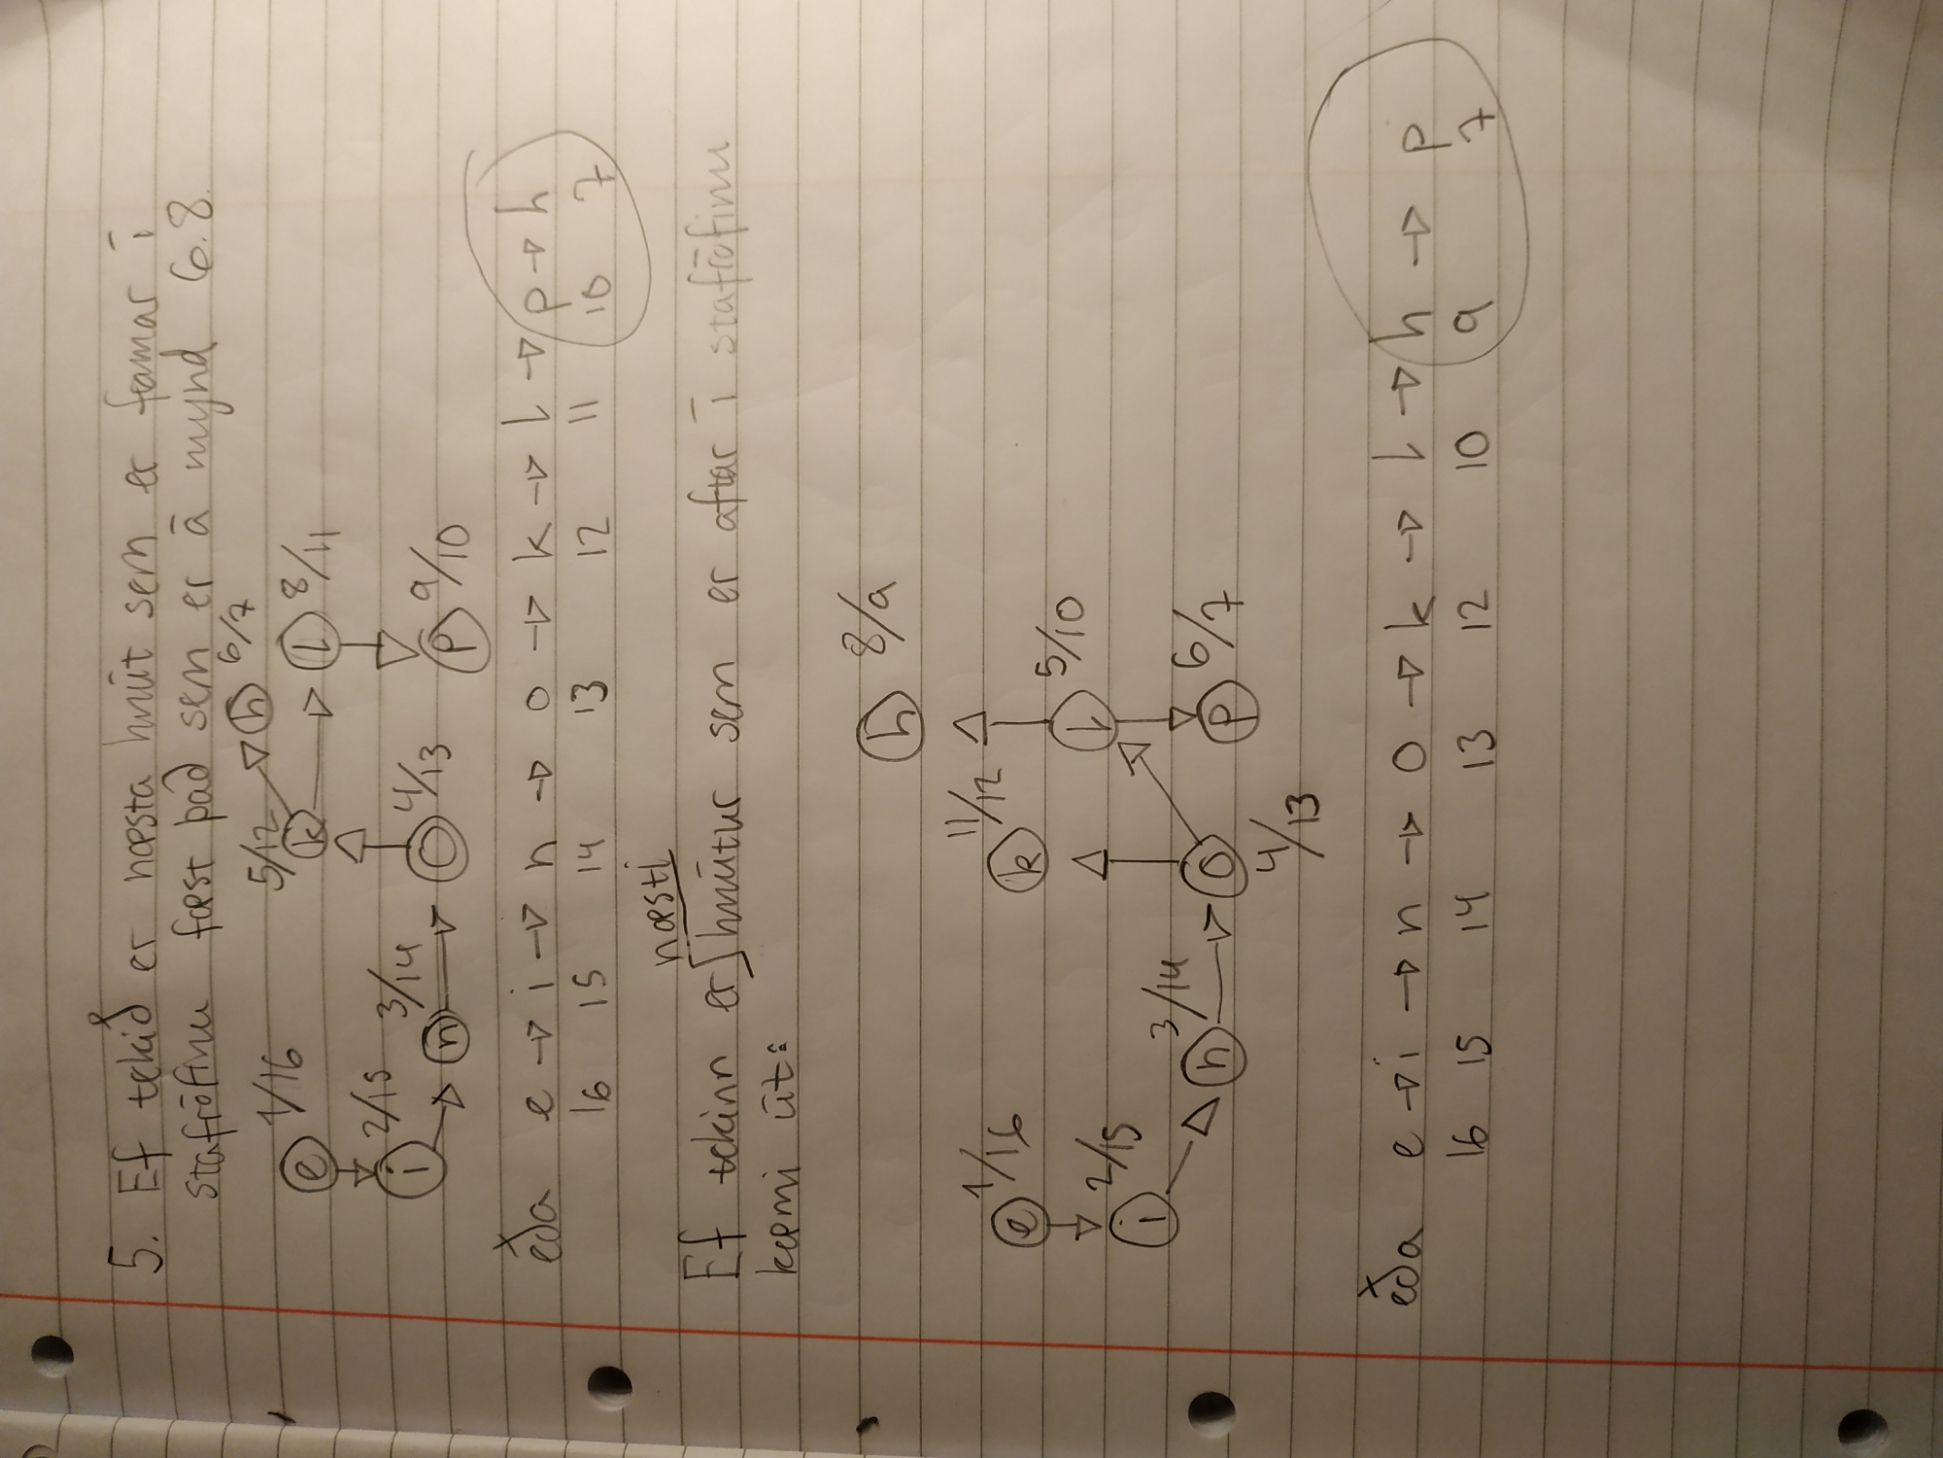 5. Ef tekið er næsta hnút sem er framar í
stafrófinu fæst það sem er á mynd 6.8.
5/12 h 6/7
e 1/16 k l 8/11
i 2/15 n 3/14 o 4/13 p 9/10
eða e → i → n → o → k → l → p → h
16 15 14 13 12 11 10 7
næsti
Ef tekinn er hnútur sem er aftar í stafrófinu
kæmi út:
h 8/9
e 1/16 k 11/12
l 5/10
i 2/15
n 3/14 o p 6/7
4/13
eða e → i → n → o → k → l → h → p
16 15 14 13 12 10 9 7